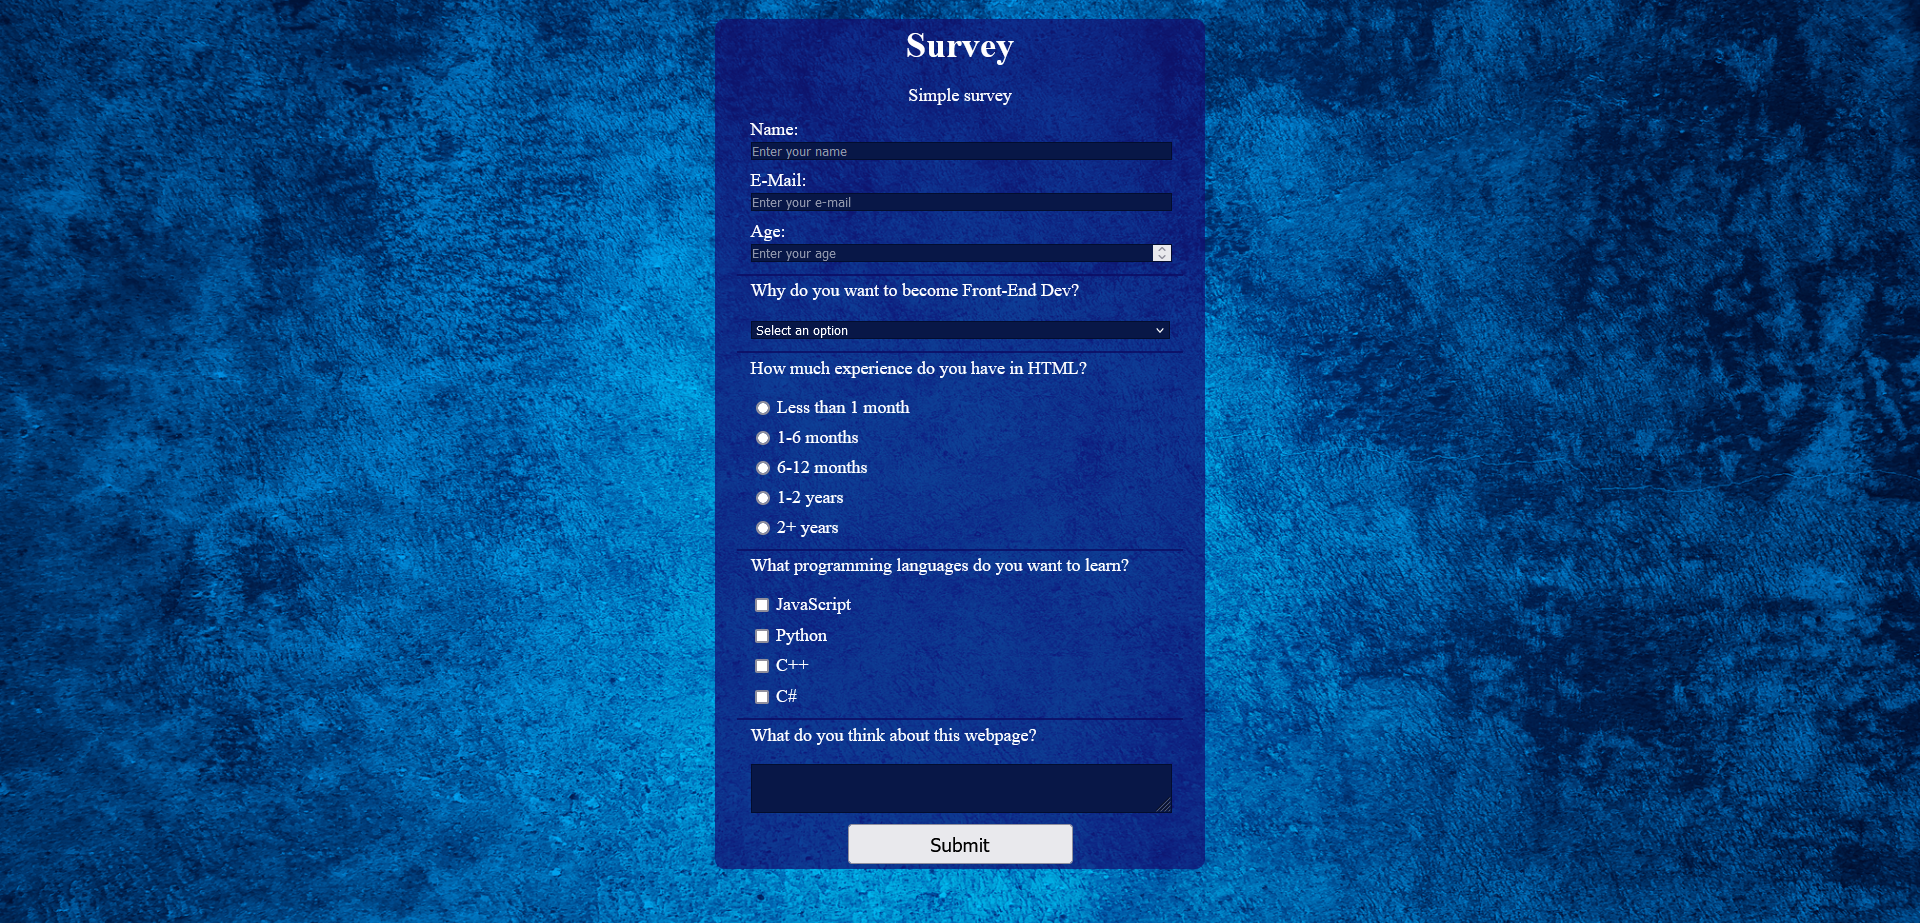 Survey
Simple survey
Name:
Enter your name
E-Mail:
Enter your e-mail
Age:
Enter your age
Why do you want to become Front-End Dev?
Select an option
How much experience do you have in HTML?
Less than 1 month
1-6 months
6-12 months
1-2 years
2+ years
What programming languages do you want to learn?
JavaScript
Python
C++
C#
What do you think about this webpage?
Submit